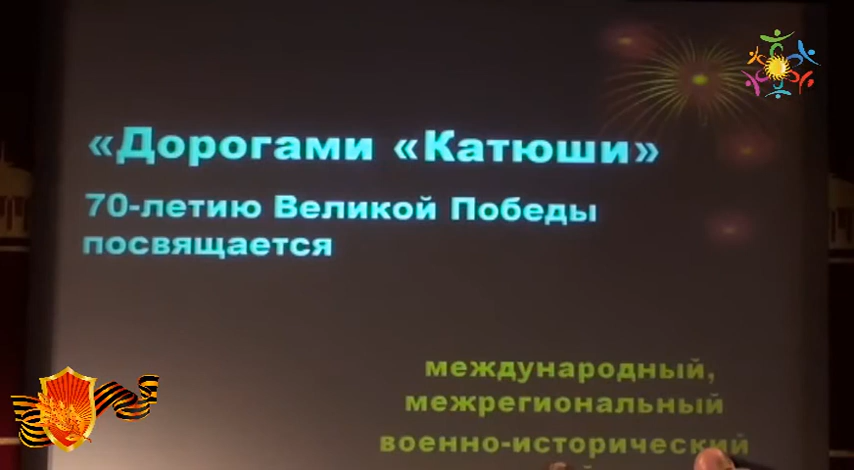 «Дорогами «Катюши»
70-летию Великой Победы
посвящается
международный,
межрегиональный
военно-исторический